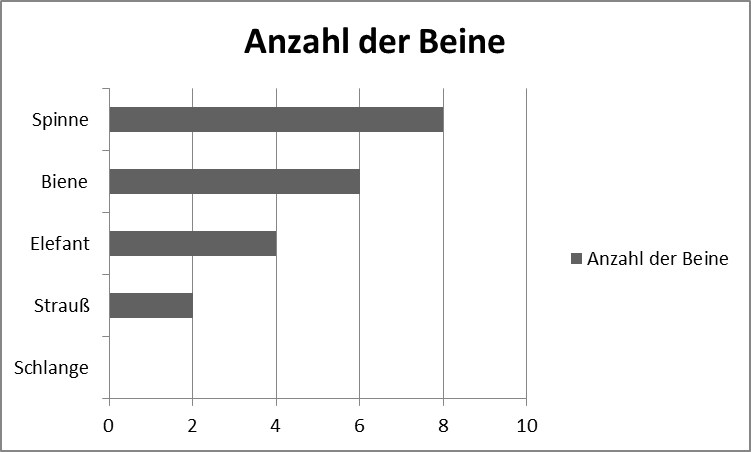 Anzahl der Beine
Spinne
Biene
Elefant
Strauß
Schlange
Anzahl der Beine
0 2 4 6 8 10